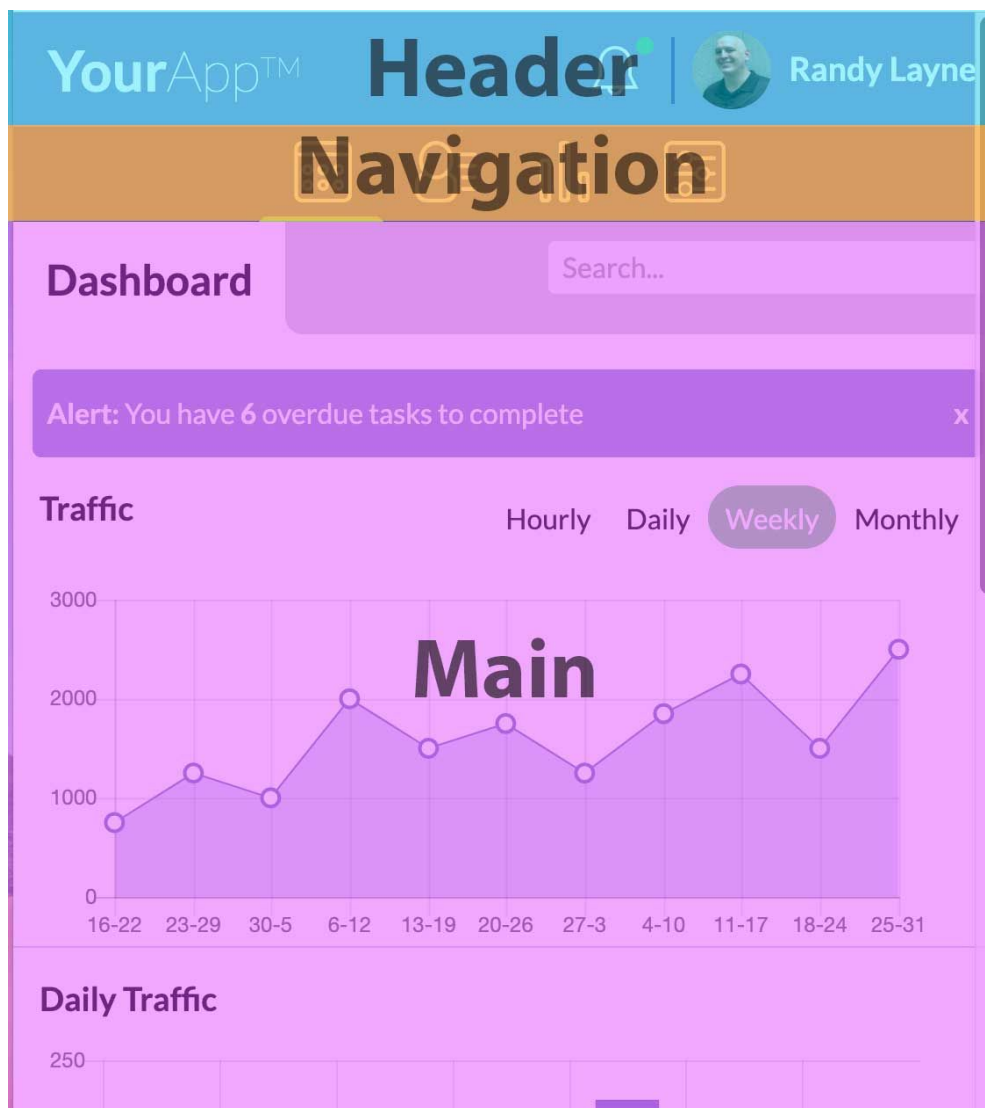 YourApp™
Header
Randy Layne
Navigation
Dashboard
Search...
Alert: You have 6 overdue tasks to complete
x
Traffic
Hourly Daily Weekly Monthly
3000
Main
2000
1000
0
16-22 23-29 30-5 6-12 13-19 20-26 27-3 4-10 11-17 18-24 25-31
Daily Traffic
250